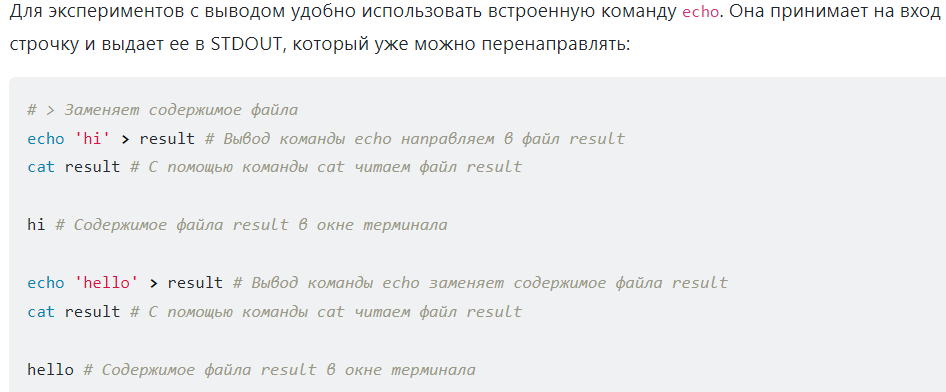 Для экспериментов с выводом удобно использовать встроенную команду echo. Она принимает на вход
строчку и выдает ее в STDOUT, который уже можно перенаправлять:
# > Заменяет содержимое файла
echo 'hi' > result # Вывод команды echo направляем в файл result
cat result # С помощью команды cat читаем файл result
hi # Содержимое файла result в окне терминала
echo 'hello' > result # Вывод команды echo заменяет содержимое файла result
cat result # С помощью команды cat читаем файл result
hello # Содержимое файла result в окне терминала